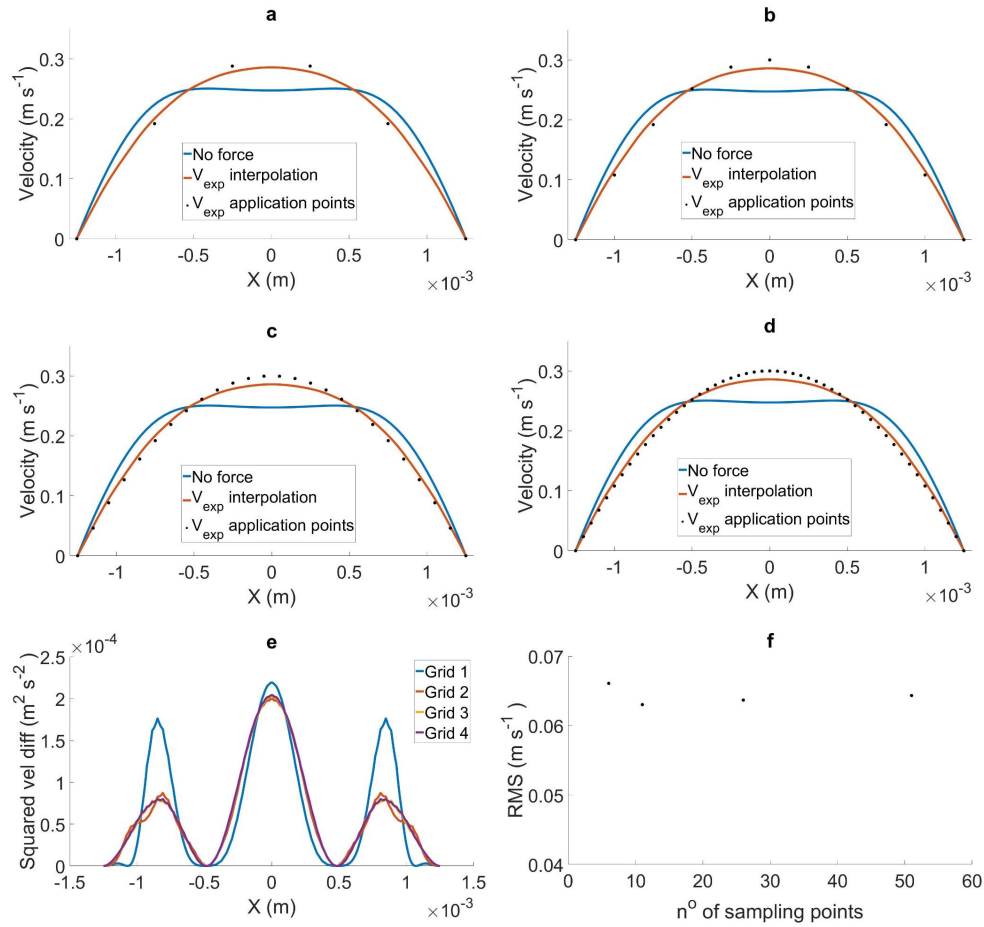 a
Velocity (m s-1)
0.3
0.2
0.1
0
No force
Vexp interpolation
Vexp application points
-1
-0.5
0
0.5
1
X (m)
×10-3
b
Velocity (m s-1)
0.3
0.2
0.1
0
No force
Vexp interpolation
Vexp application points
-1
-0.5
0
0.5
1
X (m)
×10-3
c
Velocity (m s-1)
0.3
0.2
0.1
0
No force
Vexp interpolation
Vexp application points
-1
-0.5
0
0.5
1
X (m)
×10-3
d
Velocity (m s-1)
0.3
0.2
0.1
0
No force
Vexp interpolation
Vexp application points
-1
-0.5
0
0.5
1
X (m)
×10-3
e
×10-4
Squared vel diff (m2 s-2)
2.5
2
1.5
1
0.5
0
Grid 1
Grid 2
Grid 3
Grid 4
-1.5
-1
-0.5
0
0.5
1
1.5
X (m)
×10-3
f
RMS (m s-1)
0.07
0.06
0.05
0.04
0
10
20
30
40
50
60
no of sampling points